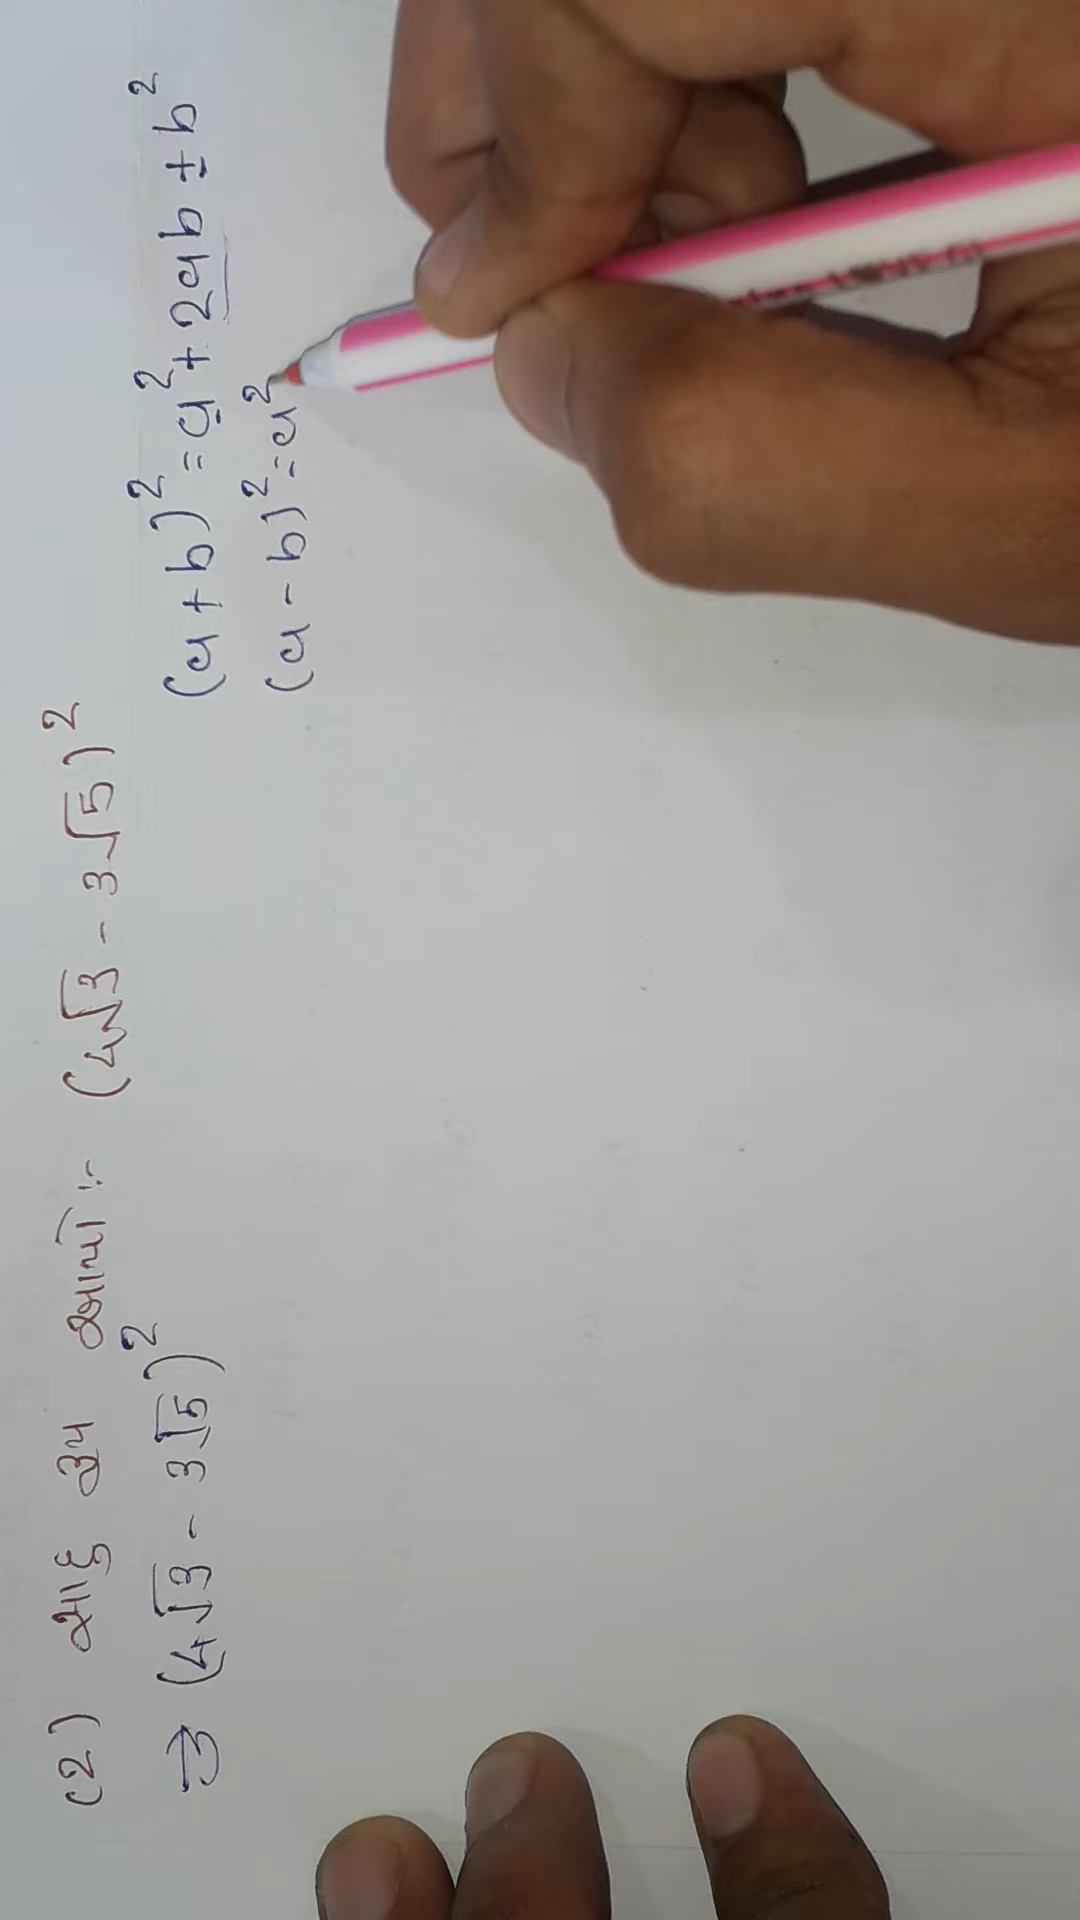 (2) સાદું રૂપ આપો :- (4√3 - 3√5)²
⇒ (4√3 - 3√5)²
(a + b)² = a² + 2ab ± b²
(a - b)² = a²